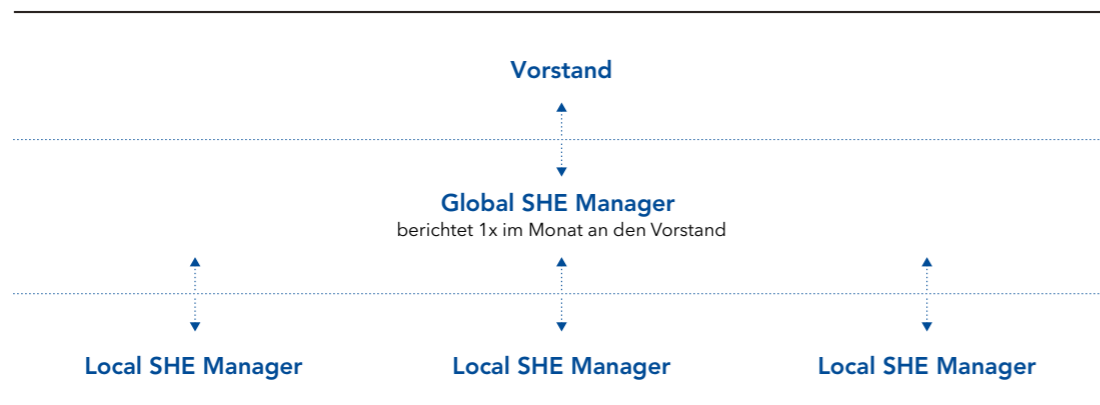 Vorstand
Global SHE Manager
berichtet 1x im Monat an den Vorstand
Local SHE Manager
Local SHE Manager
Local SHE Manager